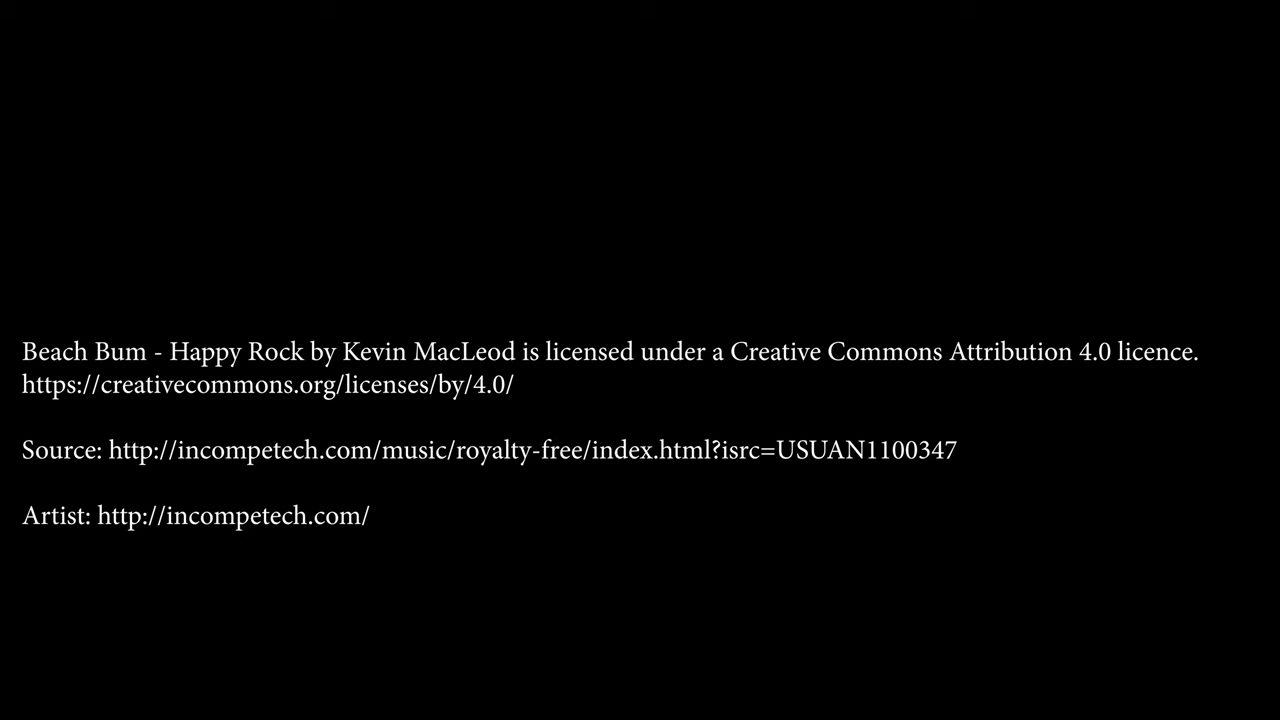 Beach Bum - Happy Rock by Kevin MacLeod is licensed under a Creative Commons Attribution 4.0 licence.
https://creativecommons.org/licenses/by/4.0/
Source: http://incompetech.com/music/royalty-free/index.html?isrc=USUAN1100347
Artist: http://incompetech.com/